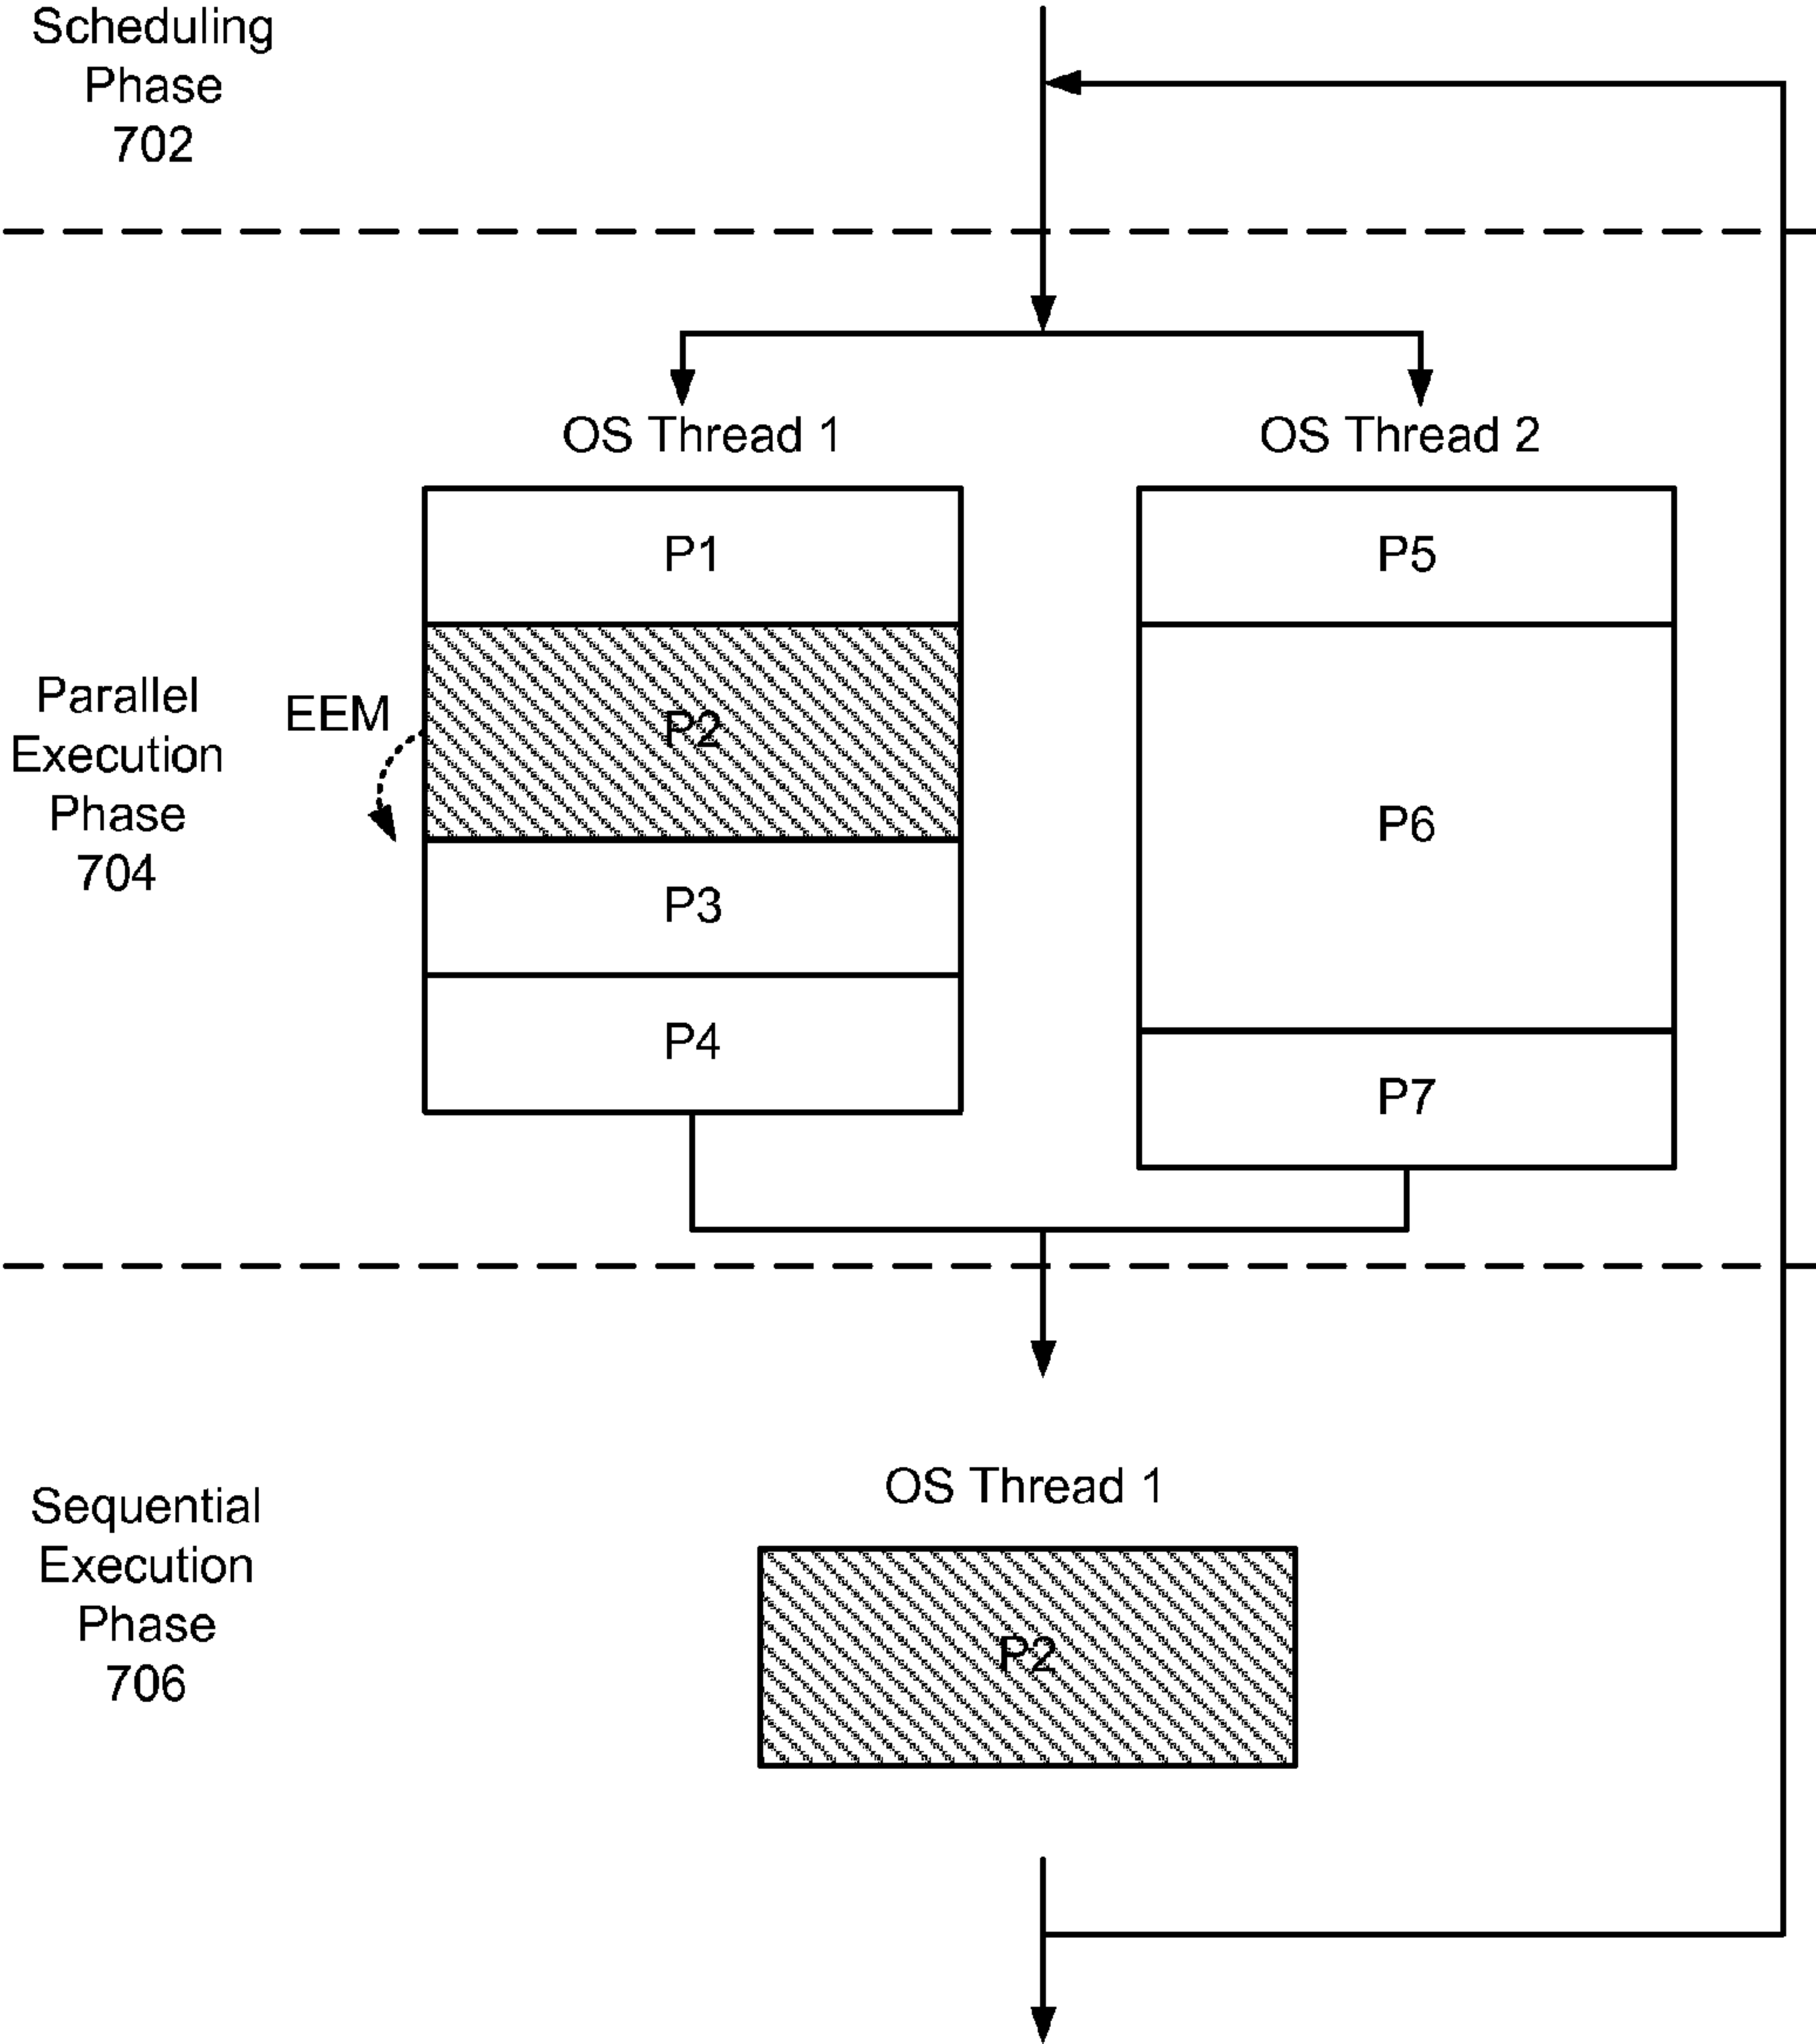 Scheduling
Phase
702
OS Thread 1
OS Thread 2
P1
P5
Parallel
Execution
Phase
704
EEM
P2
P6
P3
P4
P7
OS Thread 1
Sequential
Execution
Phase
706
P2